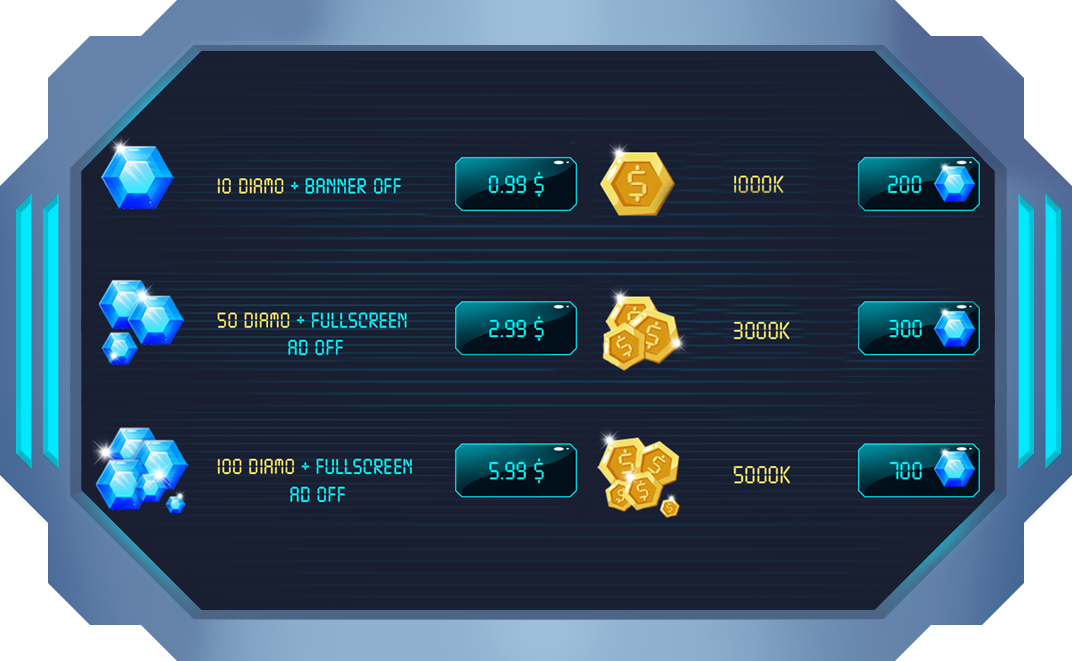 10 DIAMO + BANNER OFF
0.99 $
1000K
200
50 DIAMO + FULLSCREEN
AD OFF
2.99 $
3000K
300
100 DIAMO + FULLSCREEN
AD OFF
5.99 $
5000K
700